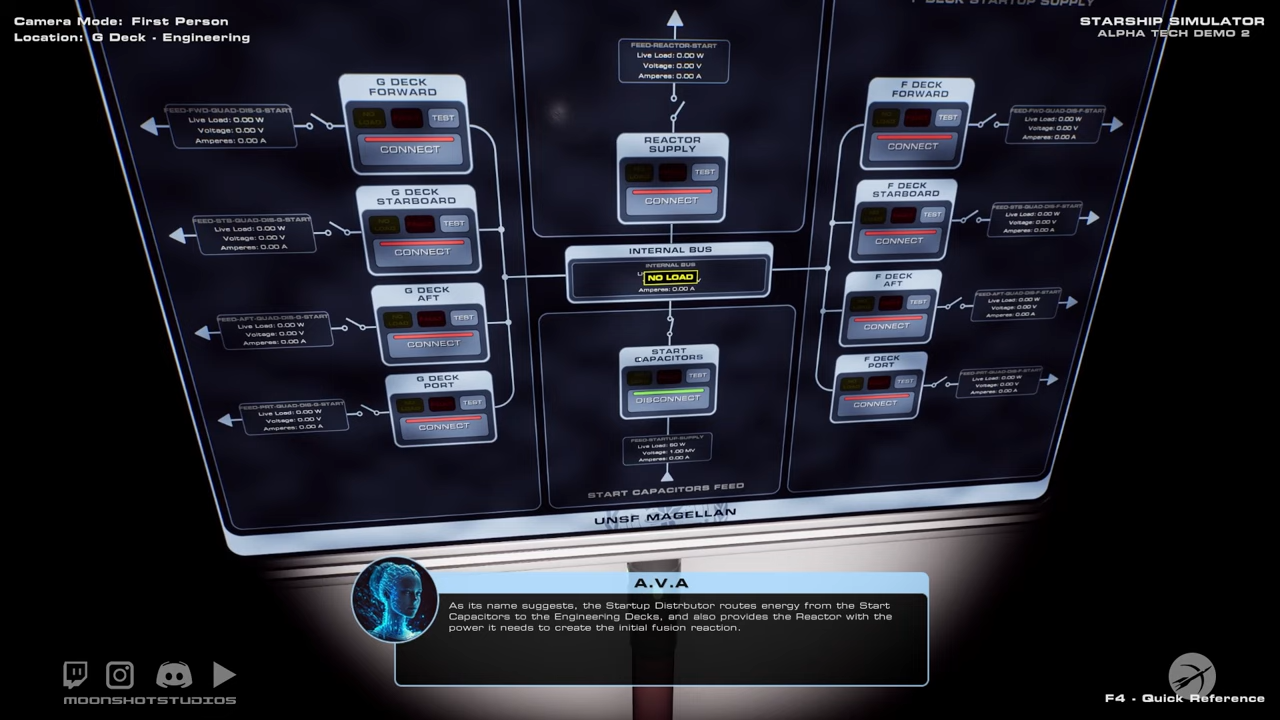 Camera Mode: First Person
Location: G Deck - Engineering
STARSHIP SIMULATOR
ALPHA TECH DEMO 2
DECK STARTUP SUPPLY
FEED-REACTOR-START
Live Load: 0.00 W
Voltage: 0.00 V
Amperes: 0.00 A
G DECK
FORWARD
NO
LOAD
TEST
CONNECT
FEED-FWD-QUAD-DIS-G-START
Live Load: 0.00 W
Voltage: 0.00 V
Amperes: 0.00 A
G DECK
STARBOARD
TEST
CONNECT
FEED-STB-QUAD-DIS-G-START
Live Load: 0.00 W
Voltage: 0.00 V
Amperes: 0.00 A
G DECK
AFT
TEST
CONNECT
FEED-AFT-QUAD-DIS-G-START
Live Load: 0.00 W
Voltage: 0.00 V
Amperes: 0.00 A
G DECK
PORT
TEST
CONNECT
FEED-PRT-QUAD-DIS-G-START
Live Load: 0.00 W
Voltage: 0.00 V
Amperes: 0.00 A
REACTOR
SUPPLY
TEST
CONNECT
INTERNAL BUS
INTERNAL BUS
NO LOAD
Amperes: 0.00 A
START
CAPACITORS
TEST
DISCONNECT
FEED-STARTUP-SUPPLY
Live Load: 50 W
Voltage: 1.00 MV
Amperes: 0.00 A
START CAPACITORS FEED
F DECK
FORWARD
TEST
CONNECT
FEED-FWD-QUAD-DIS-F-START
Live Load: 0.00 W
Voltage: 0.00 V
Amperes: 0.00 A
F DECK
STARBOARD
TEST
CONNECT
FEED-STB-QUAD-DIS-F-START
Live Load: 0.00 W
Voltage: 0.00 V
Amperes: 0.00 A
F DECK
AFT
TEST
CONNECT
FEED-AFT-QUAD-DIS-F-START
Live Load: 0.00 W
Voltage: 0.00 V
Amperes: 0.00 A
F DECK
PORT
TEST
CONNECT
FEED-PRT-QUAD-DIS-F-START
Live Load: 0.00 W
Voltage: 0.00 V
Amperes: 0.00 A
UNSF MAGELLAN
A.V.A
As its name suggests, the Startup Distrbutor routes energy from the Start
Capacitors to the Engineering Decks, and also provides the Reactor with the
power it needs to create the initial fusion reaction.
MOONSHOTSTUDIOS
F4 - Quick Reference